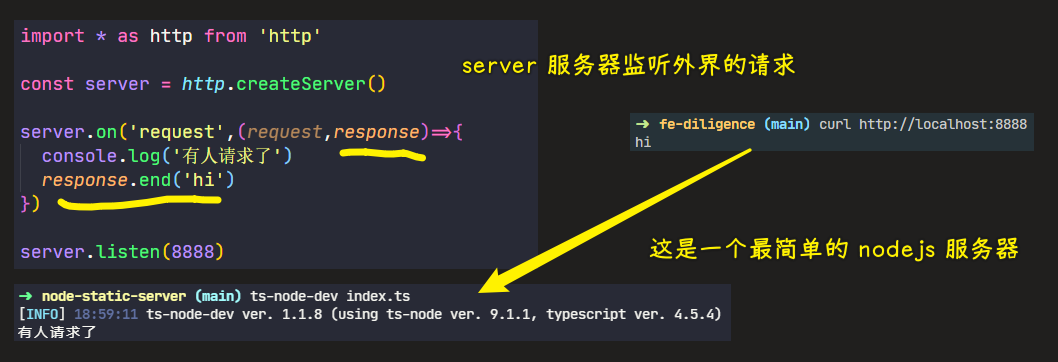 import * as http from 'http'
const server = http.createServer()
server 服务器监听外界的请求
server.on('request',(request,response)=>{
console.log('有人请求了')
response.end('hi')
})
server.listen(8888)
➜ fe-diligence (main) curl http://localhost:8888
hi
这是一个最简单的 nodejs 服务器
➜ node-static-server (main) ts-node-dev index.ts
[INFO] 18:59:11 ts-node-dev ver. 1.1.8 (using ts-node ver. 9.1.1, typescript ver. 4.5.4)
有人请求了